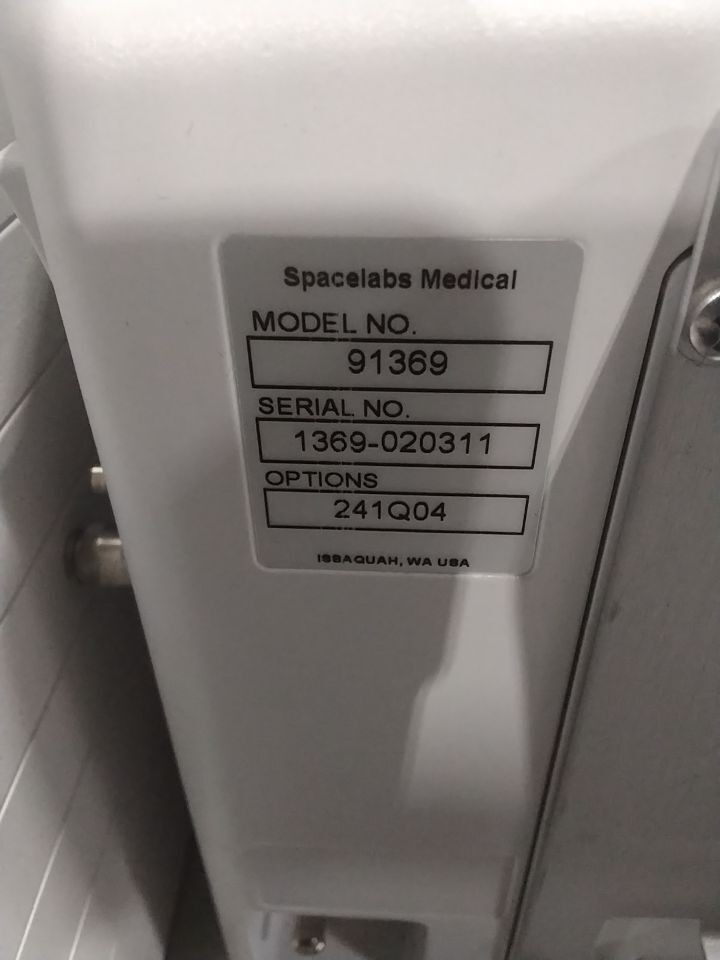 Spacelabs Medical
MODEL NO.
91369
SERIAL NO.
1369-020311
OPTIONS
241Q04
ISSAQUAH, WA USA